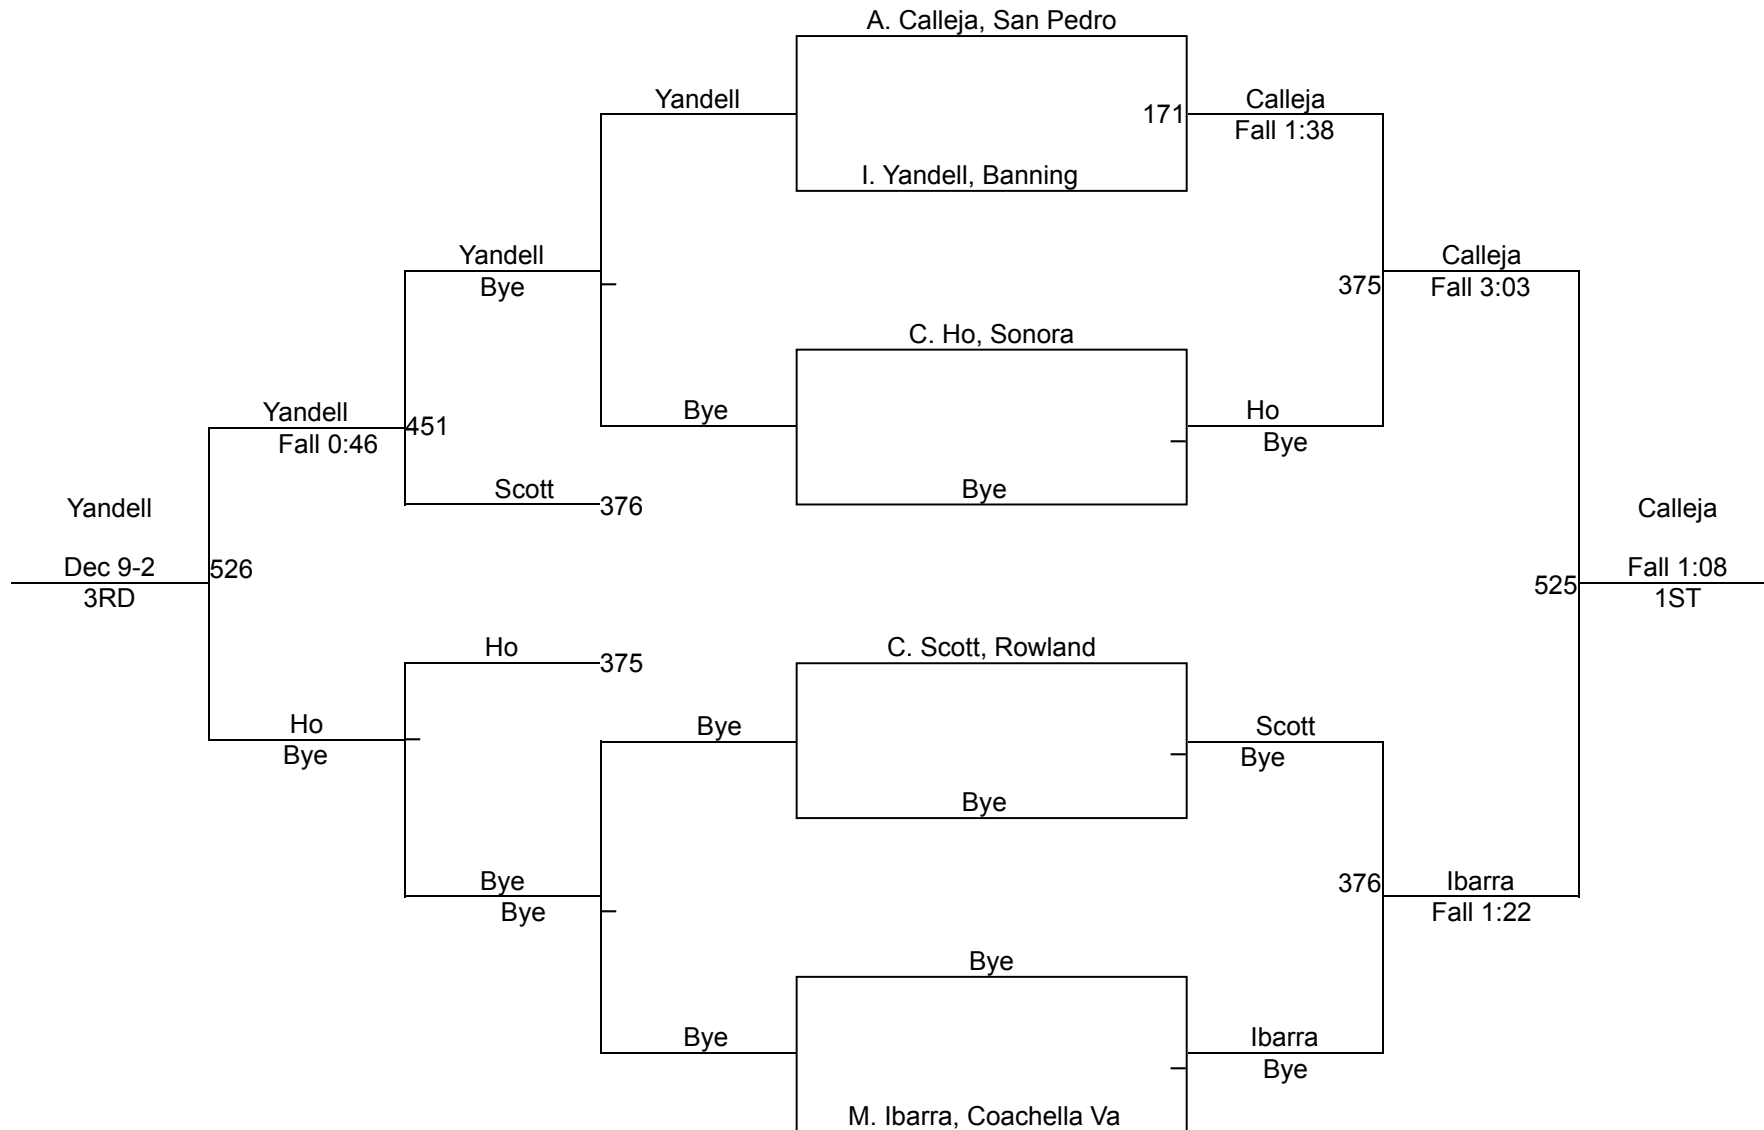 A. Calleja, San Pedro
Yandell
171
Calleja
Fall 1:38
I. Yandell, Banning
Yandell
Bye
375
Calleja
Fall 3:03
C. Ho, Sonora
Yandell
Fall 0:46
451
Bye
Ho
Bye
Scott
376
Bye
Yandell
Dec 9-2
3RD
526
525
Calleja
Fall 1:08
1ST
Ho
375
C. Scott, Rowland
Ho
Bye
Bye
Scott
Bye
Bye
Bye
Bye
376
Ibarra
Fall 1:22
Bye
Bye
Ibarra
Bye
M. Ibarra, Coachella Va